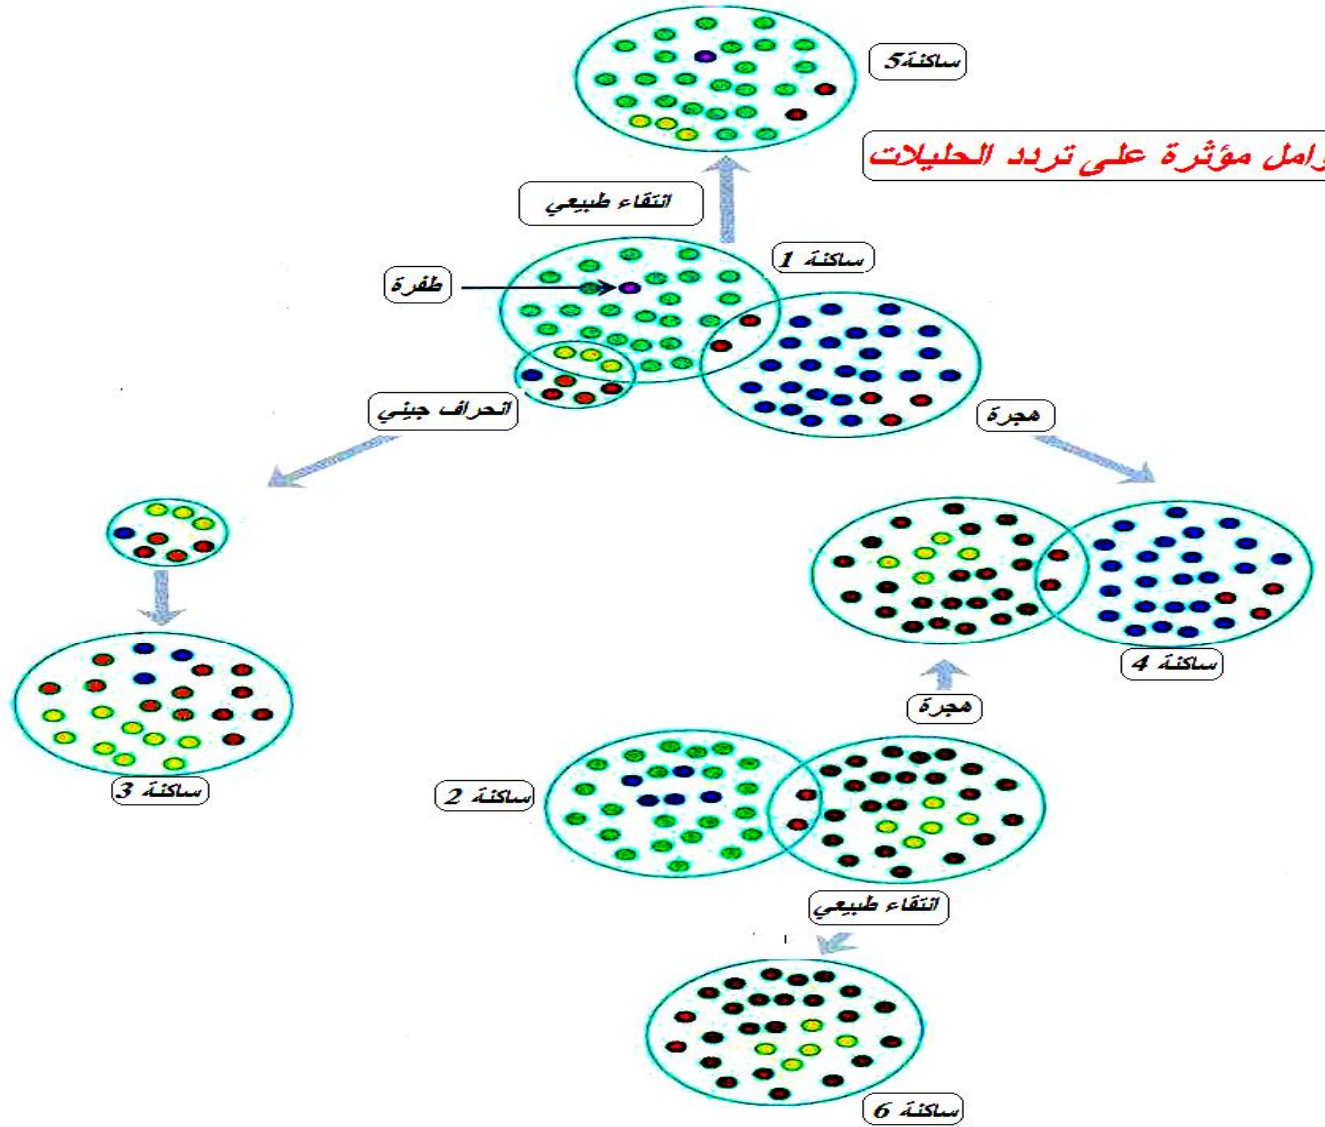 ساكنة5
وامل مؤثرة على تردد الحليلات
انتقاء طبيعي
ساكنة 1
طفرة
انحراف جيني
هجرة
ساكنة 4
هجرة
ساكنة 3
ساكنة 2
انتقاء طبيعي
ساكنة 6